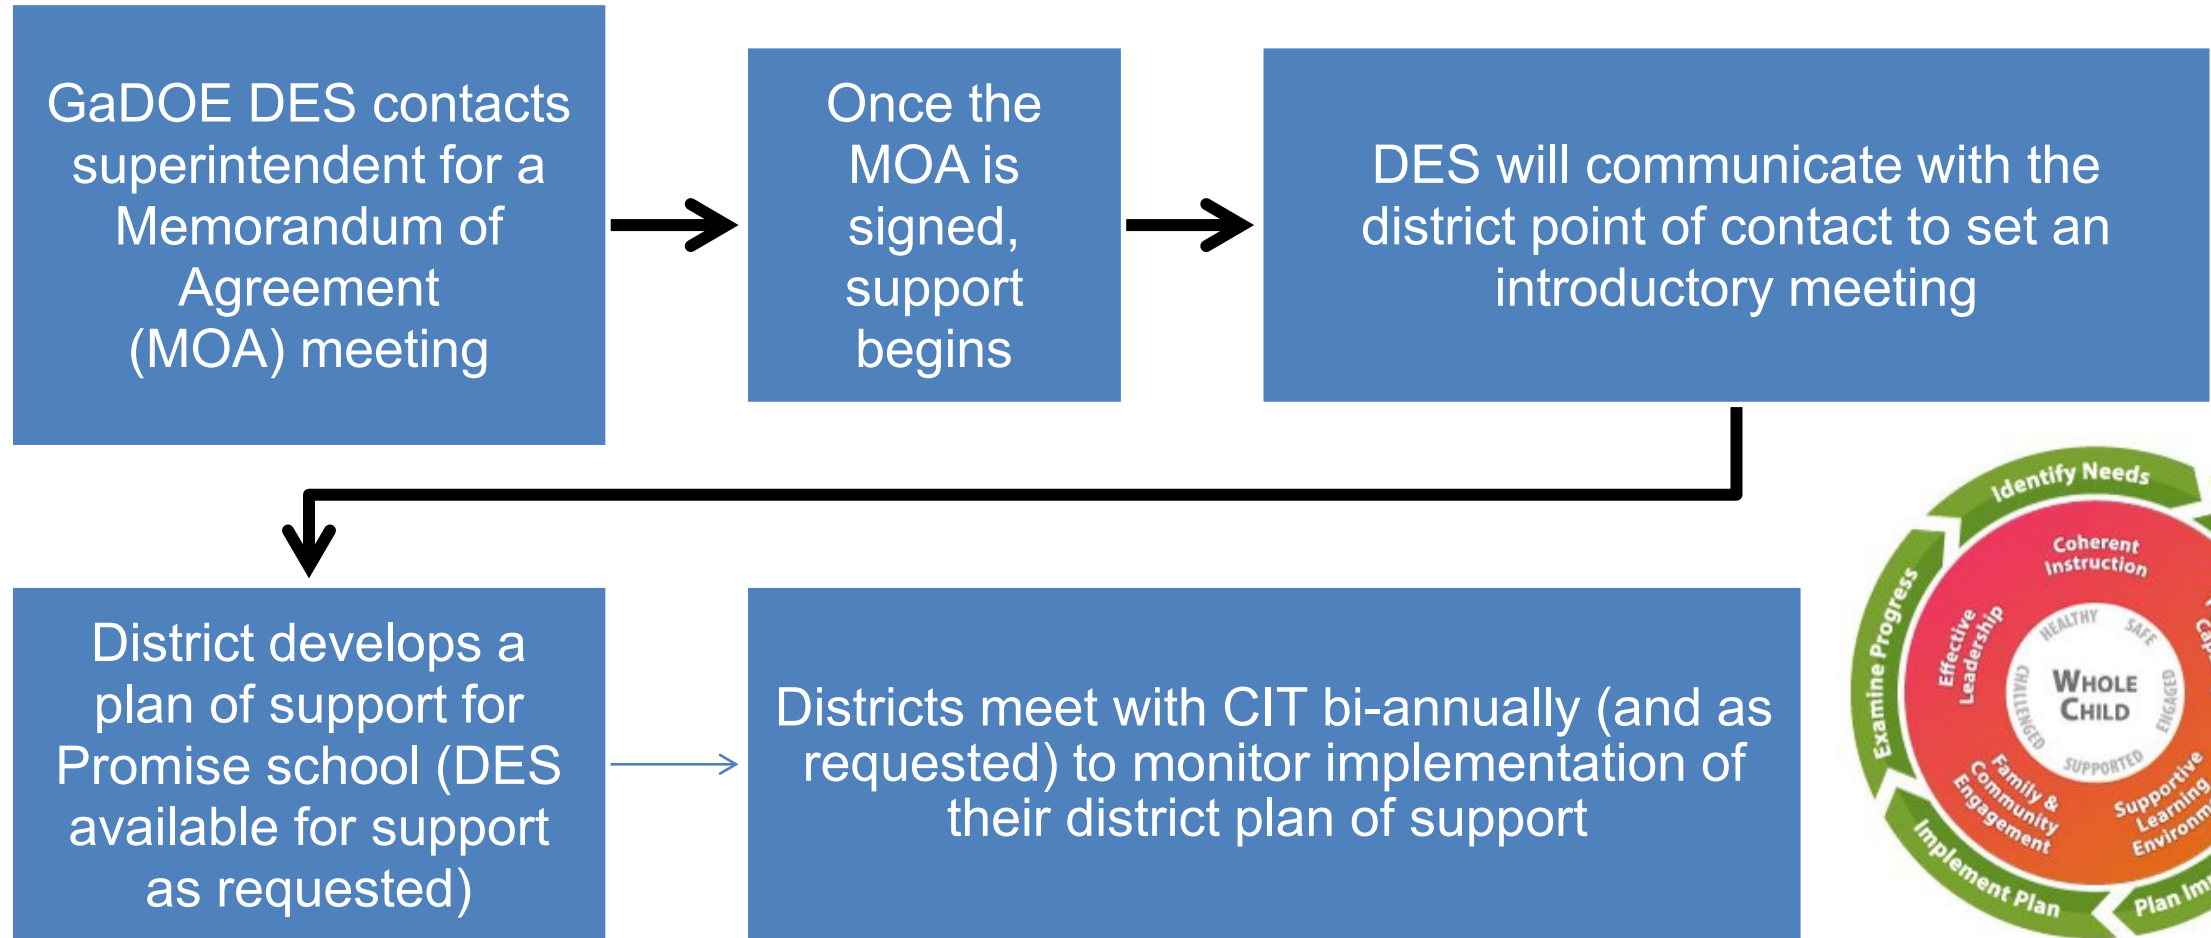 GaDOE DES contacts
superintendent for a
Memorandum of
Agreement
(MOA) meeting
Once the
MOA is
signed,
support
begins
DES will communicate with the
district point of contact to set an
introductory meeting
District develops a
plan of support for
Promise school (DES
available for support
as requested)
Districts meet with CIT bi-annually (and as
requested) to monitor implementation of
their district plan of support
Identify Needs
Coherent
Instruction
Examine Progress
Effective
Leadership
HEALTHY
SAFE
CHALLENGED
WHOLE
CHILD
ENGAGED
SUPPORTED
Family &
Community
Engagement
Supportive
Learning
Implement Plan
Plan